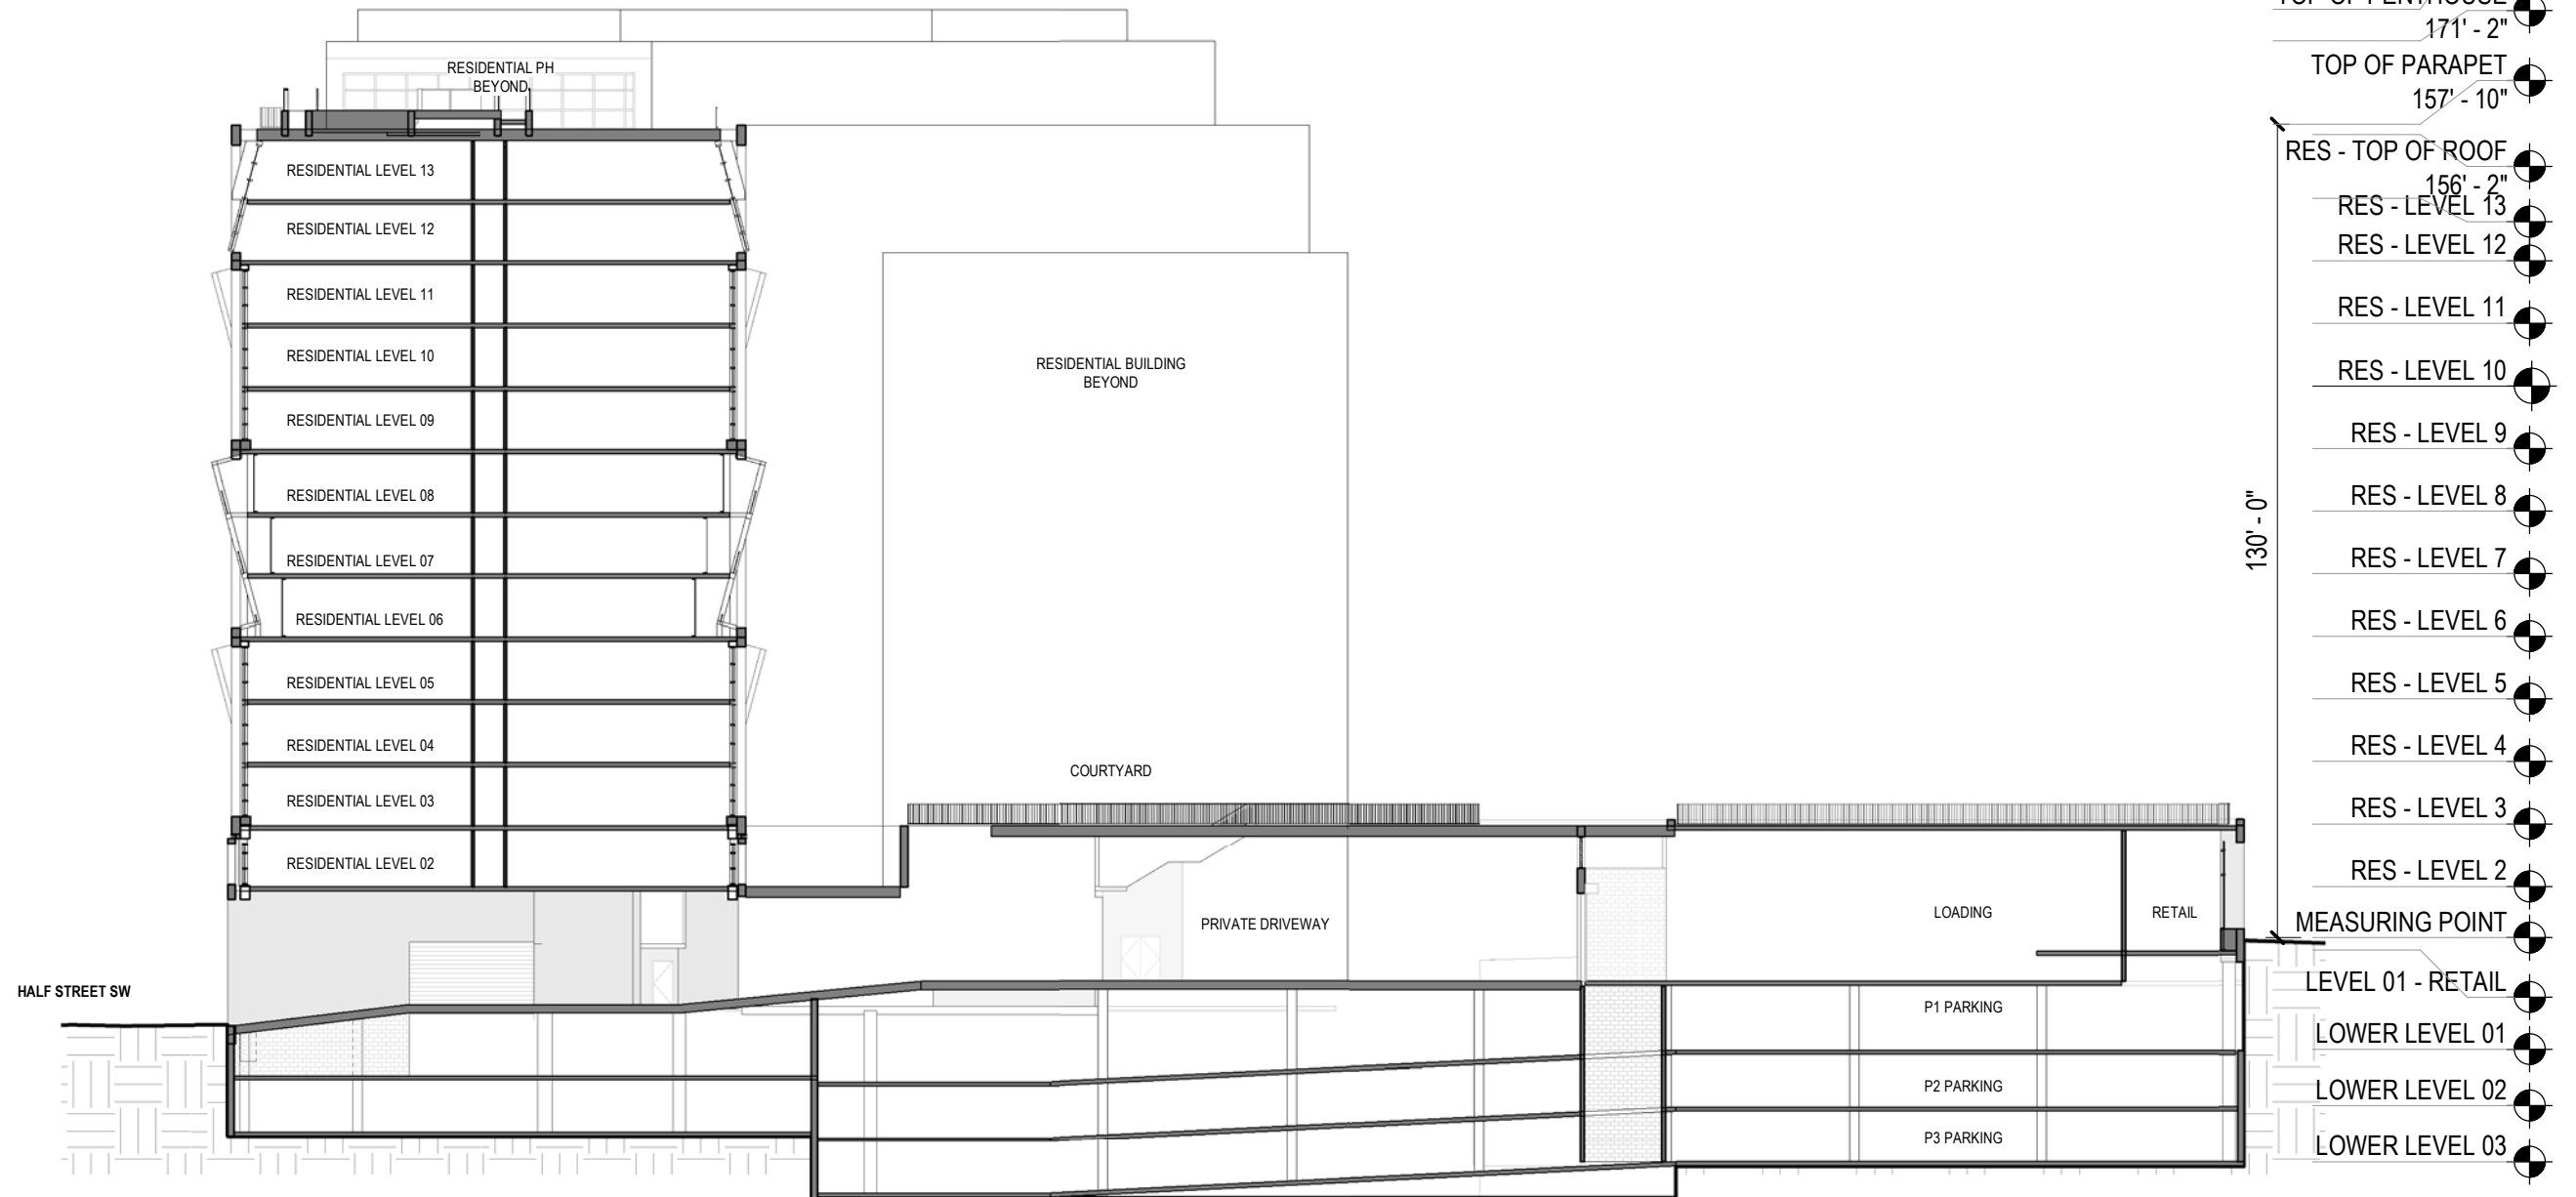 TOP OF PENTHOUSE
171' - 2"
TOP OF PARAPET
157' - 10"
RES - TOP OF ROOF
156' - 2"
RES - LEVEL 13
RES - LEVEL 12
RES - LEVEL 11
RES - LEVEL 10
RES - LEVEL 9
RES - LEVEL 8
RES - LEVEL 7
RES - LEVEL 6
RES - LEVEL 5
RES - LEVEL 4
RES - LEVEL 3
RES - LEVEL 2
MEASURING POINT
LEVEL 01 - RETAIL
LOWER LEVEL 01
LOWER LEVEL 02
LOWER LEVEL 03
130' - 0"
RESIDENTIAL PH
BEYOND
RESIDENTIAL LEVEL 13
RESIDENTIAL LEVEL 12
RESIDENTIAL LEVEL 11
RESIDENTIAL LEVEL 10
RESIDENTIAL LEVEL 09
RESIDENTIAL LEVEL 08
RESIDENTIAL LEVEL 07
RESIDENTIAL LEVEL 06
RESIDENTIAL LEVEL 05
RESIDENTIAL LEVEL 04
RESIDENTIAL LEVEL 03
RESIDENTIAL LEVEL 02
RESIDENTIAL BUILDING
BEYOND
COURTYARD
PRIVATE DRIVEWAY
LOADING
RETAIL
HALF STREET SW
P1 PARKING
P2 PARKING
P3 PARKING